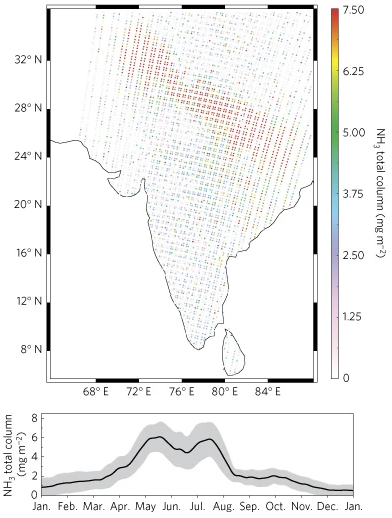 7.50
32° N
6.25
28° N
5.00
24° N
3.75
20° N
NH3 total column (mg m−2)
2.50
16° N
12° N
1.25
8° N
0
68° E 72° E 76° E 80° E 84° E
NH3 total column
(mg m−2)
8
6
4
2
0
Jan. Feb. Mar. Apr. May Jun. Jul. Aug. Sep. Oct. Nov. Dec. Jan.